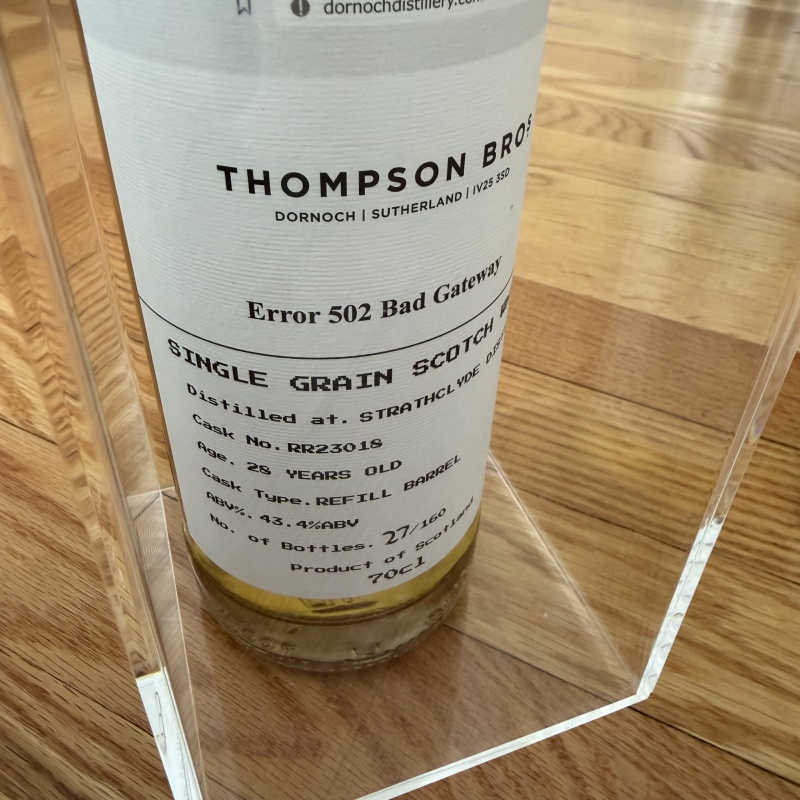 dornochdistillery.com
THOMPSON BROS
DORNOCH | SUTHERLAND | IV25 3SD
Error 502 Bad Gateway
SINGLE GRAIN SCOTCH
Distilled at. STRATHCLYDE
Cask No. RR23018
Age. 28 YEARS OLD
Cask Type. REFILL BARREL
ABV%. 43.4%ABV
No. of Bottles. 27/160
Product of Scotland
70cl